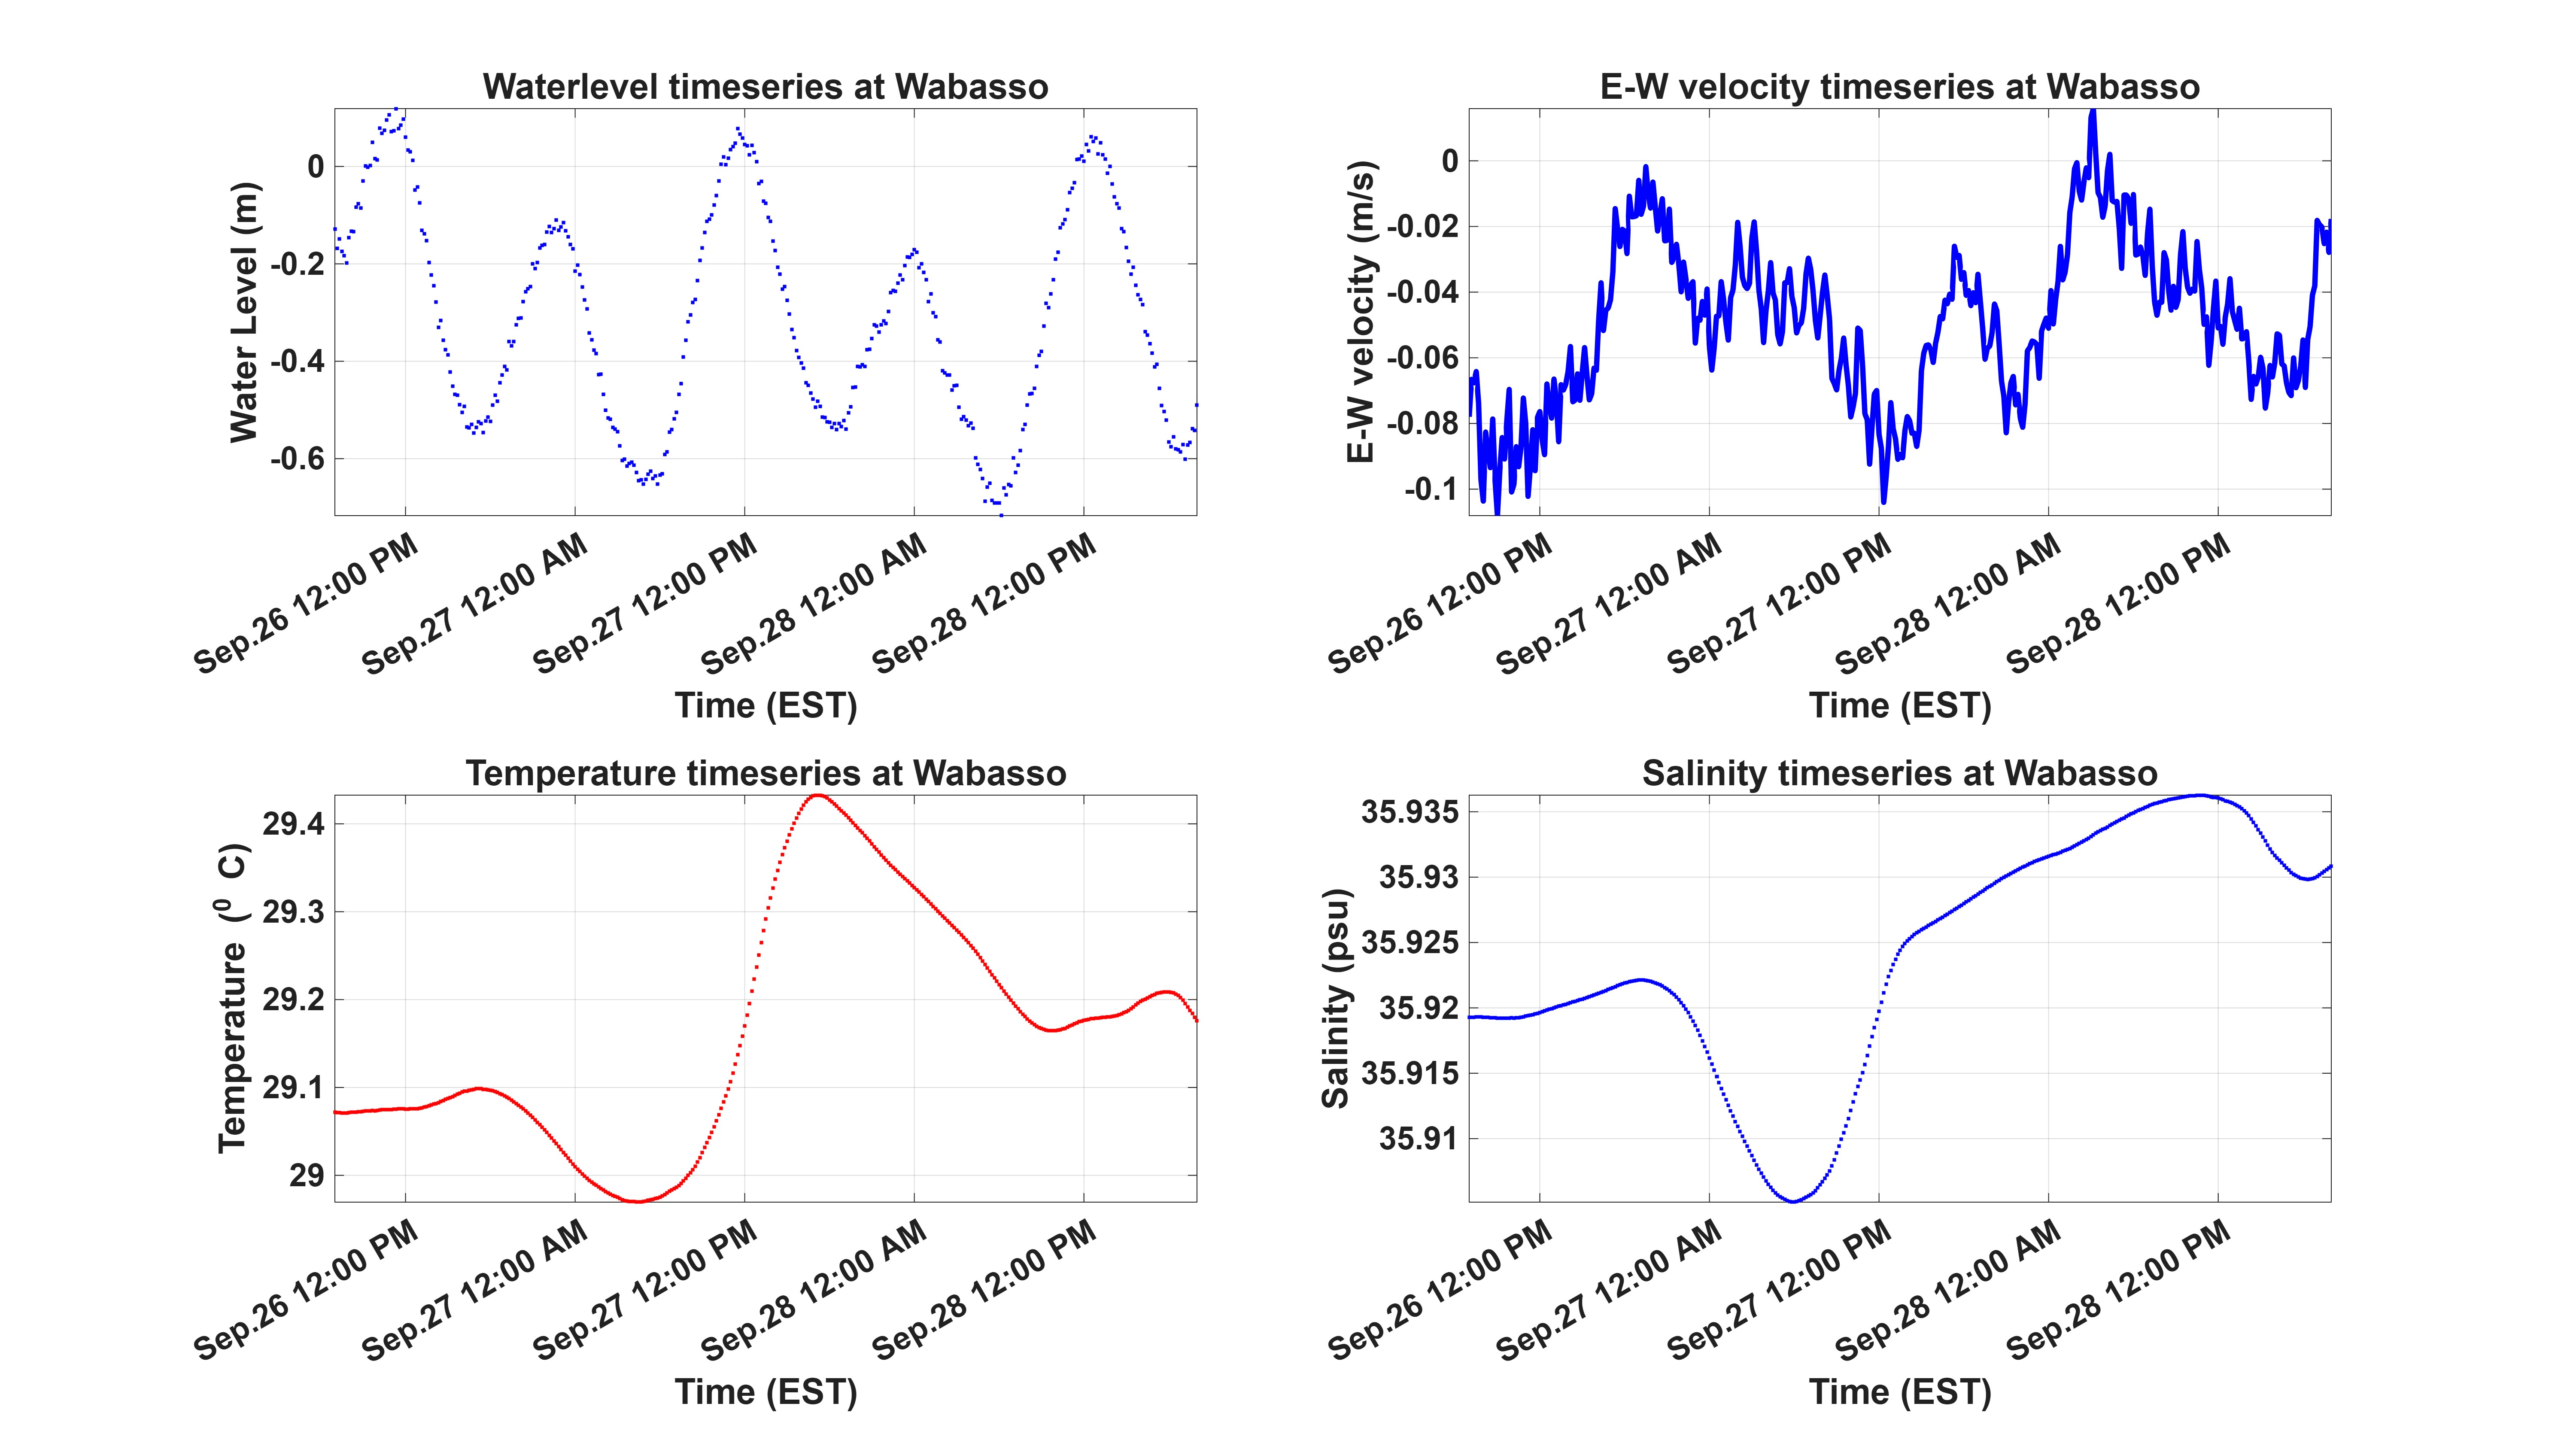 Waterlevel timeseries at Wabasso
Water Level (m)
0
-0.2
-0.4
-0.6
Sep.26 12:00 PM
Sep.27 12:00 AM
Sep.27 12:00 PM
Sep.28 12:00 AM
Sep.28 12:00 PM
Time (EST)
E-W velocity timeseries at Wabasso
E-W velocity (m/s)
0
-0.02
-0.04
-0.06
-0.08
-0.1
Sep.26 12:00 PM
Sep.27 12:00 AM
Sep.27 12:00 PM
Sep.28 12:00 AM
Sep.28 12:00 PM
Time (EST)
Temperature timeseries at Wabasso
Temperature (⁰ C)
29.4
29.3
29.2
29.1
29
Sep.26 12:00 PM
Sep.27 12:00 AM
Sep.27 12:00 PM
Sep.28 12:00 AM
Sep.28 12:00 PM
Time (EST)
Salinity timeseries at Wabasso
Salinity (psu)
35.935
35.93
35.925
35.92
35.915
35.91
Sep.26 12:00 PM
Sep.27 12:00 AM
Sep.27 12:00 PM
Sep.28 12:00 AM
Sep.28 12:00 PM
Time (EST)